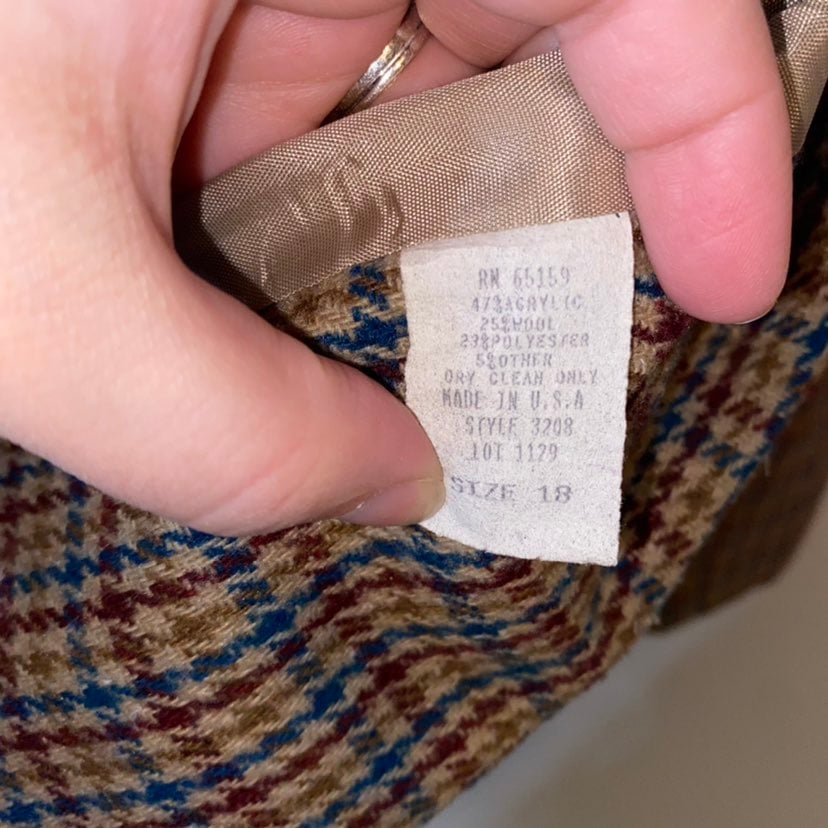 RN 65159
47%ACRYLIC
25%WOOL
23%POLYESTER
5%OTHER
DRY CLEAN ONLY
MADE IN U.S.A
STYLE 3208
LOT 1129
SIZE 18